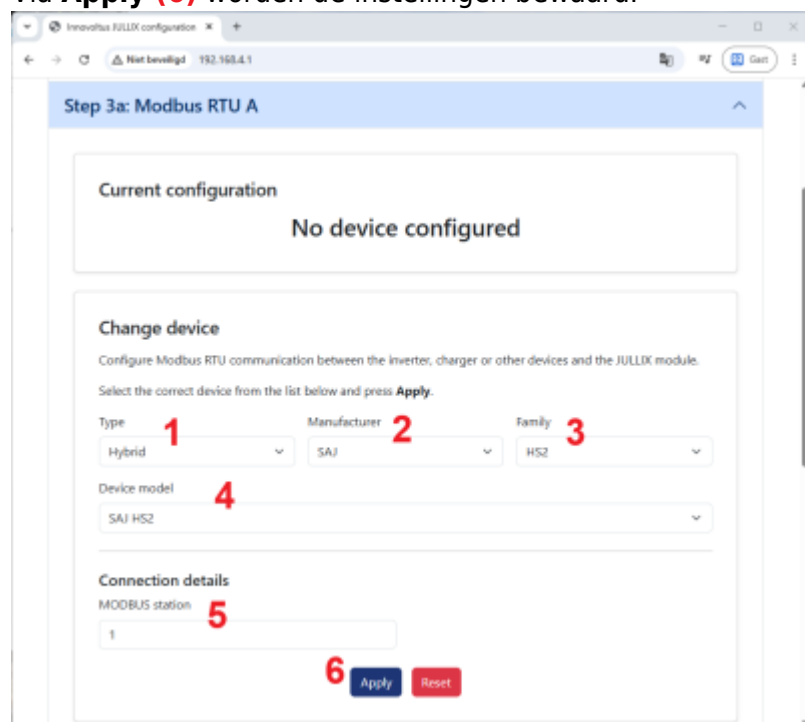 Via Apply (6) worden de instellingen bewaard.
Innovoltus JULLIX configuration
Niet beveiligd 192.168.4.1 Gast
Step 3a: Modbus RTU A
Current configuration
No device configured
Change device
Configure Modbus RTU communication between the inverter, charger or other devices and the JULLIX module.
Select the correct device from the list below and press Apply.
Type 1 Manufacturer 2 Family 3
Hybrid SAJ HS2
Device model 4
SAJ HS2
Connection details
MODBUS station 5
1
6 Apply Reset